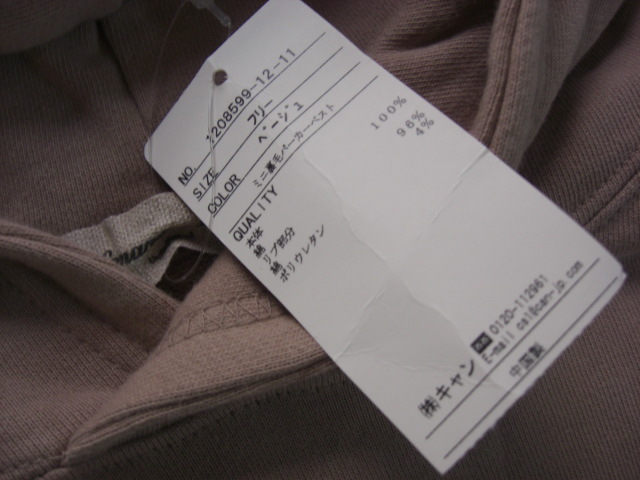 NO. 1208599-12-11
SIZE フリー
COLOR ベージュ
ミニ裏毛パーカーベスト
QUALITY
本体
綿 100%
リブ部分
綿 96%
ポリウレタン 4%
㈱キャン 0120-112961
E-mail cs1@can-jp.com
中国製